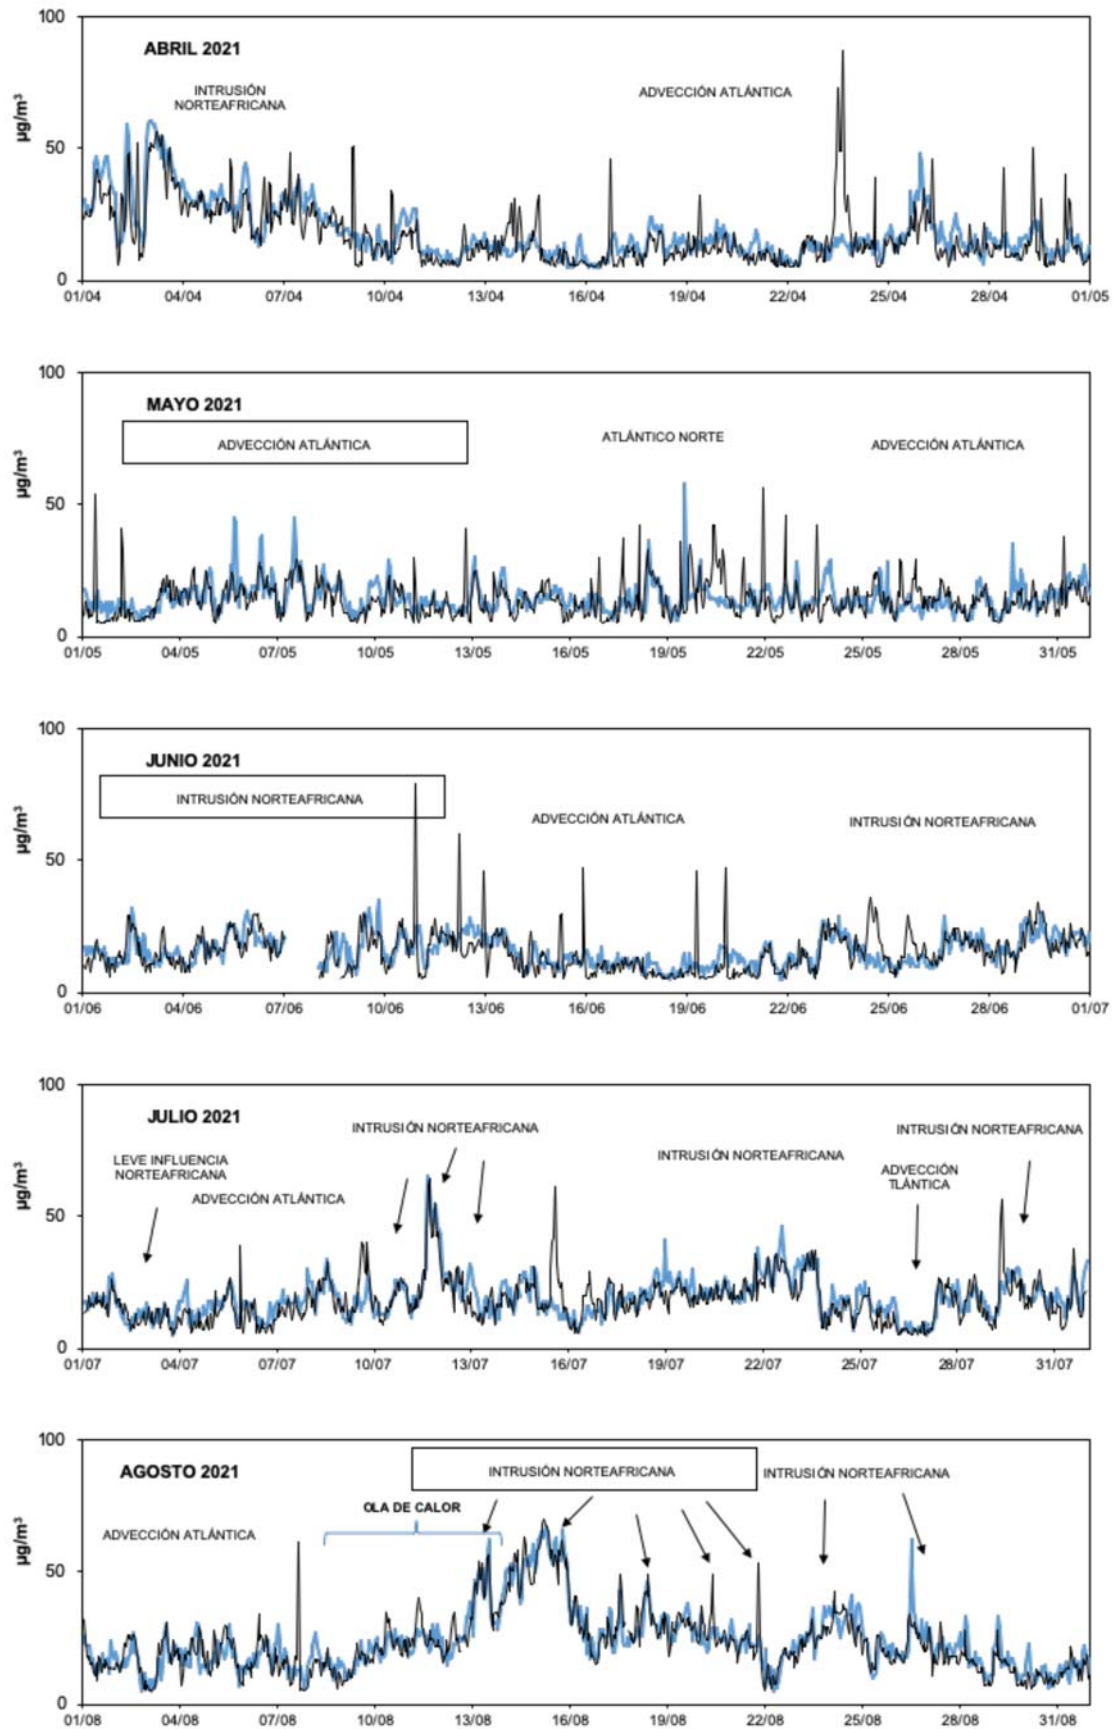 100
ABRIL 2021
INTRUSIÓN
NORTEAFRICANA
ADVECCIÓN ATLÁNTICA
µg/m³
50
0
01/04 04/04 07/04 10/04 13/04 16/04 19/04 22/04 25/04 28/04 01/05
100
MAYO 2021
ADVECCIÓN ATLÁNTICA
ATLÁNTICO NORTE
ADVECCIÓN ATLÁNTICA
µg/m³
50
0
01/05 04/05 07/05 10/05 13/05 16/05 19/05 22/05 25/05 28/05 31/05
100
JUNIO 2021
INTRUSIÓN NORTEAFRICANA
ADVECCIÓN ATLÁNTICA
INTRUSIÓN NORTEAFRICANA
µg/m³
50
0
01/06 04/06 07/06 10/06 13/06 16/06 19/06 22/06 25/06 28/06 01/07
100
JULIO 2021
LEVE INFLUENCIA
NORTEAFRICANA
ADVECCIÓN ATLÁNTICA
INTRUSIÓN NORTEAFRICANA
INTRUSIÓN NORTEAFRICANA
ADVECCIÓN
TLÁNTICA
INTRUSIÓN NORTEAFRICANA
µg/m³
50
0
01/07 04/07 07/07 10/07 13/07 16/07 19/07 22/07 25/07 28/07 31/07
100
AGOSTO 2021
ADVECCIÓN ATLÁNTICA
OLA DE CALOR
INTRUSIÓN NORTEAFRICANA
INTRUSIÓN NORTEAFRICANA
µg/m³
50
0
01/08 04/08 07/08 10/08 13/08 16/08 19/08 22/08 25/08 28/08 31/08